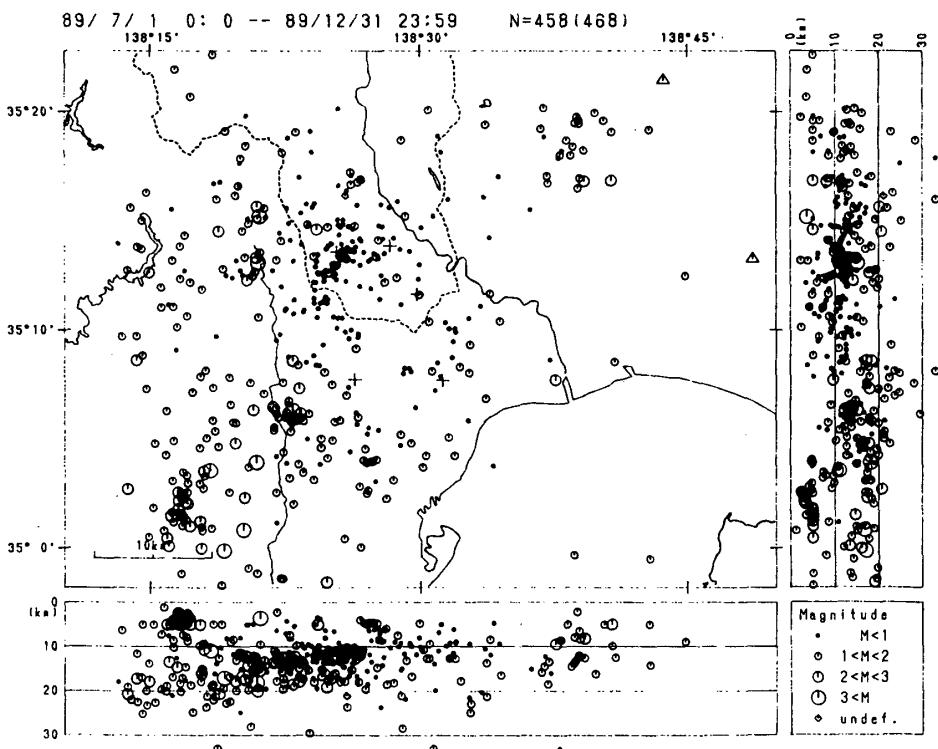 89/ 7/ 1 0: 0 -- 89/12/31 23:59 N=458(468)
138°15' 138°30' 138°45'
0 10 20 30
(km)
35°20'
35°10'
35° 0'
10km
0
(km)
10
20
30
Magnitude
M<1
1<M<2
2<M<3
3<M
undef.